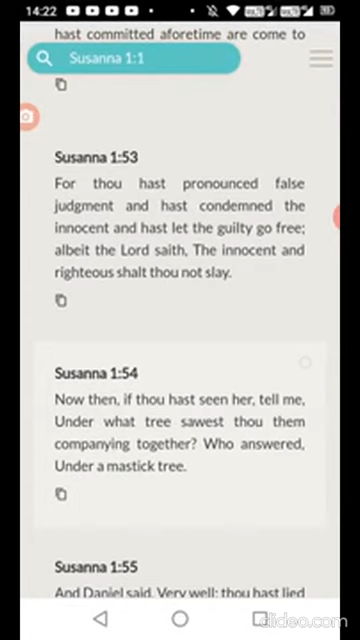 14:22
hast committed aforetime are come to
Susanna 1:1
Susanna 1:53
For thou hast pronounced false
judgment and hast condemned the
innocent and hast let the guilty go free;
albeit the Lord saith, The innocent and
righteous shalt thou not slay.
Susanna 1:54
Now then, if thou hast seen her, tell me,
Under what tree sawest thou them
companying together? Who answered,
Under a mastick tree.
Susanna 1:55
And Daniel said, Very well; thou hast lied
dideo.com